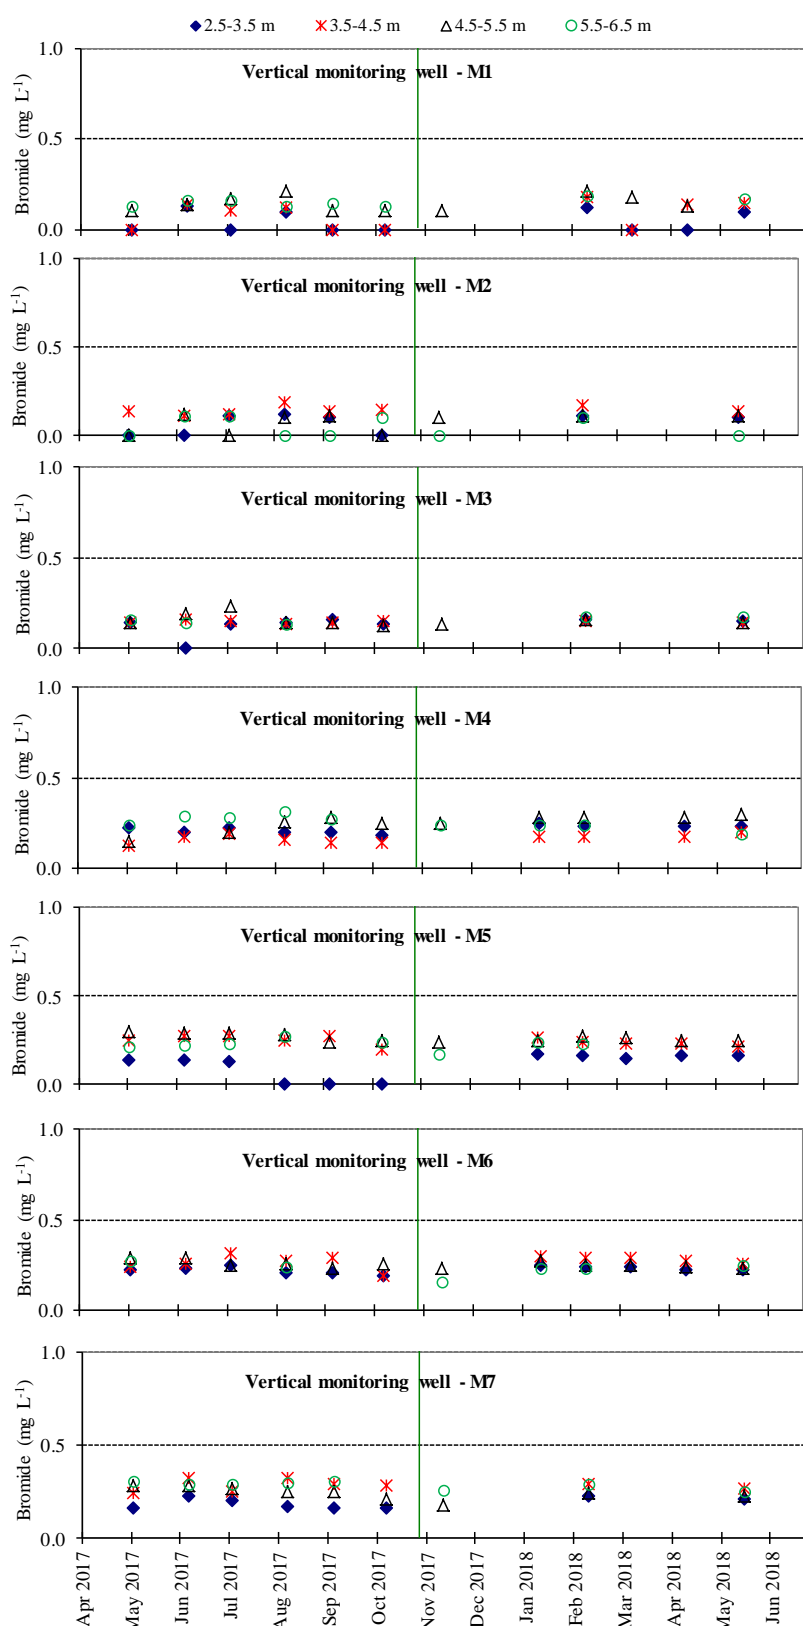 2.5-3.5 m 3.5-4.5 m 4.5-5.5 m 5.5-6.5 m
Vertical monitoring well - M1
Bromide (mg L-1)
1.0
0.5
0.0
Vertical monitoring well - M2
Bromide (mg L-1)
1.0
0.5
0.0
Vertical monitoring well - M3
Bromide (mg L-1)
1.0
0.5
0.0
Vertical monitoring well - M4
Bromide (mg L-1)
1.0
0.5
0.0
Vertical monitoring well - M5
Bromide (mg L-1)
1.0
0.5
0.0
Vertical monitoring well - M6
Bromide (mg L-1)
1.0
0.5
0.0
Vertical monitoring well - M7
Bromide (mg L-1)
1.0
0.5
0.0
Apr 2017
May 2017
Jun 2017
Jul 2017
Aug 2017
Sep 2017
Oct 2017
Nov 2017
Dec 2017
Jan 2018
Feb 2018
Mar 2018
Apr 2018
May 2018
Jun 2018